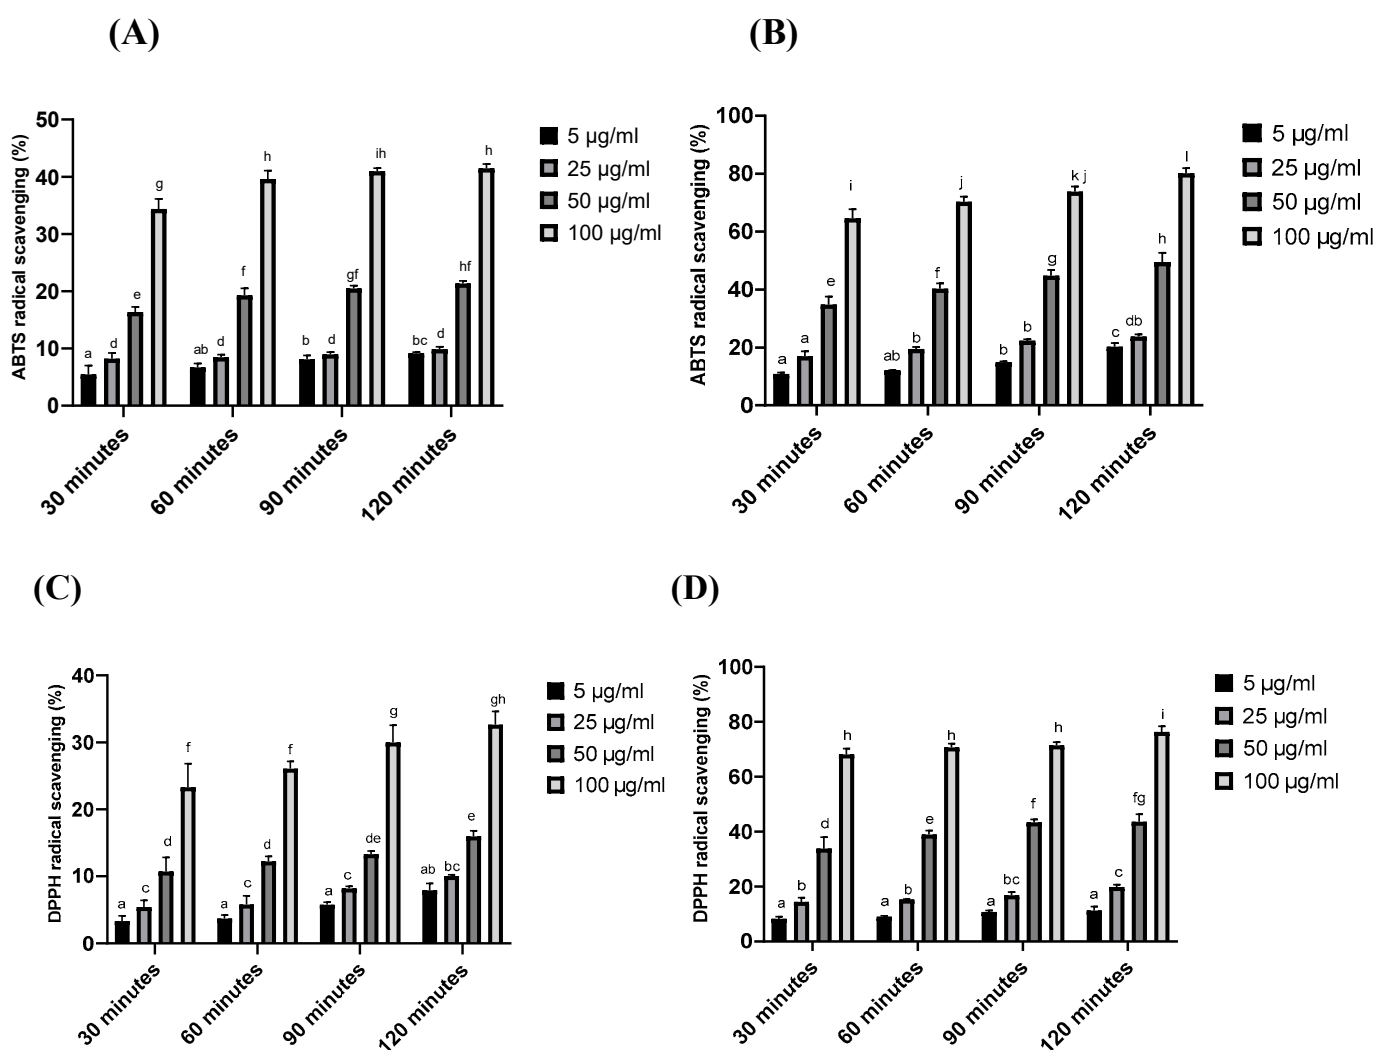 (A)
(B)
ABTS radical scavenging (%)
50
40
30
20
10
0
a
d
e
g
ab
d
f
h
b
d
gf
ih
bc
d
hf
h
30 minutes
60 minutes
90 minutes
120 minutes
5 µg/ml
25 µg/ml
50 µg/ml
100 µg/ml
ABTS radical scavenging (%)
100
80
60
40
20
0
a
a
e
i
ab
b
f
j
b
b
g
k j
c
db
h
l
30 minutes
60 minutes
90 minutes
120 minutes
5 µg/ml
25 µg/ml
50 µg/ml
100 µg/ml
(C)
(D)
DPPH radical scavenging (%)
40
30
20
10
0
a
c
d
f
a
c
d
f
a
c
de
g
ab
bc
e
gh
30 minutes
60 minutes
90 minutes
120 minutes
5 µg/ml
25 µg/ml
50 µg/ml
100 µg/ml
DPPH radical scavenging (%)
100
80
60
40
20
0
a
b
d
h
a
b
e
h
a
bc
f
h
a
c
fg
i
30 minutes
60 minutes
90 minutes
120 minutes
5 µg/ml
25 µg/ml
50 µg/ml
100 µg/ml